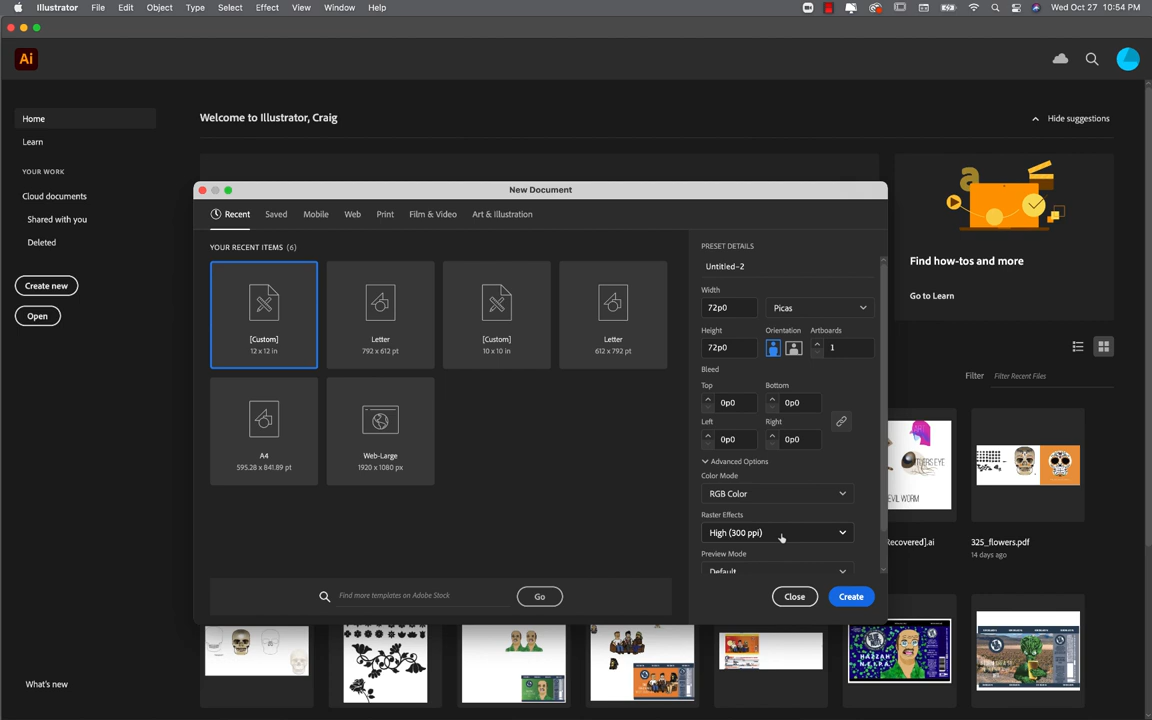 Illustrator File Edit Object Type Select Effect View Window Help
Wed Oct 27 10:54 PM
Ai
Home
Learn
YOUR WORK
Cloud documents
Shared with you
Deleted
Create new
Open
What's new
Welcome to Illustrator, Craig
Hide suggestions
Find how-tos and more
Go to Learn
Filter Filter Recent Files
New Document
Recent Saved Mobile Web Print Film & Video Art & Illustration
YOUR RECENT ITEMS (6)
[Custom]
12 x 12 in
Letter
792 x 612 pt
[Custom]
10 x 10 in
Letter
612 x 792 pt
A4
595.28 x 841.89 pt
Web-Large
1920 x 1080 px
Find more templates on Adobe Stock
Go
PRESET DETAILS
Untitled-2
Width
72p0 Picas
Height Orientation Artboards
72p0 1
Bleed
Top Bottom
0p0 0p0
Left Right
0p0 0p0
Advanced Options
Color Mode
RGB Color
Raster Effects
High (300 ppi)
Preview Mode
Default
Close Create
EVIL WORM
Recovered].ai
325_flowers.pdf
14 days ago
HAZZAH
N.E.I.P.A.